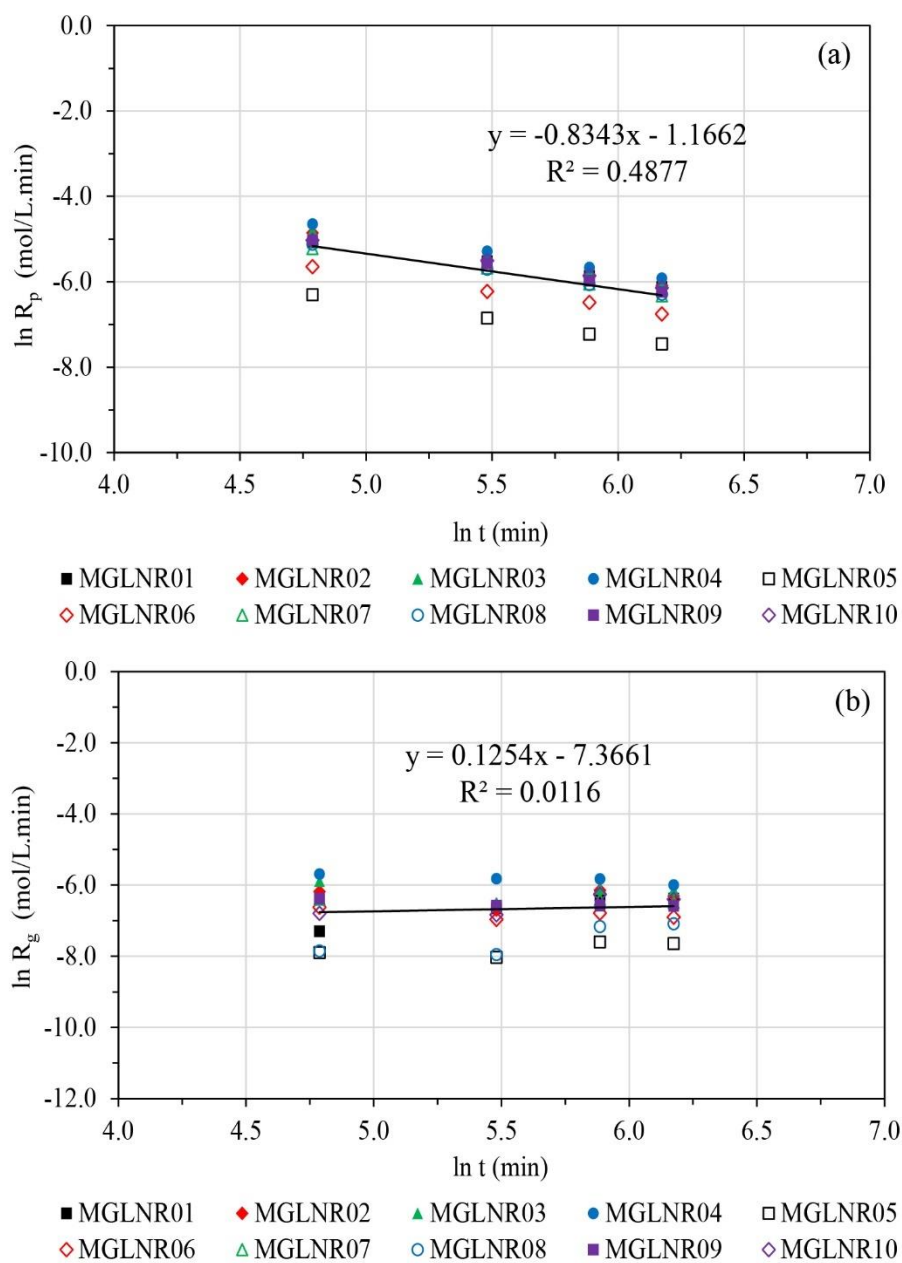 (a)
0.0
-2.0
-4.0
-6.0
-8.0
-10.0
ln Rp (mol/L.min)
y = -0.8343x - 1.1662
R² = 0.4877
4.0 4.5 5.0 5.5 6.0 6.5 7.0
ln t (min)
MGLNR01 MGLNR02 MGLNR03 MGLNR04 MGLNR05
MGLNR06 MGLNR07 MGLNR08 MGLNR09 MGLNR10
(b)
0.0
-2.0
-4.0
-6.0
-8.0
-10.0
-12.0
ln Rg (mol/L.min)
y = 0.1254x - 7.3661
R² = 0.0116
4.0 4.5 5.0 5.5 6.0 6.5 7.0
ln t (min)
MGLNR01 MGLNR02 MGLNR03 MGLNR04 MGLNR05
MGLNR06 MGLNR07 MGLNR08 MGLNR09 MGLNR10